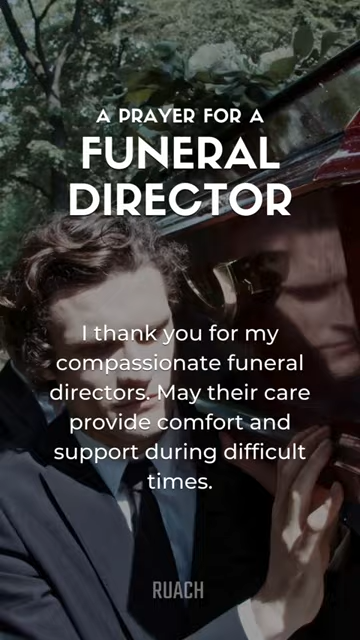 A PRAYER FOR A
FUNERAL
DIRECTOR
I thank you for my
compassionate funeral
directors. May their care
provide comfort and
support during difficult
times.
RUACH